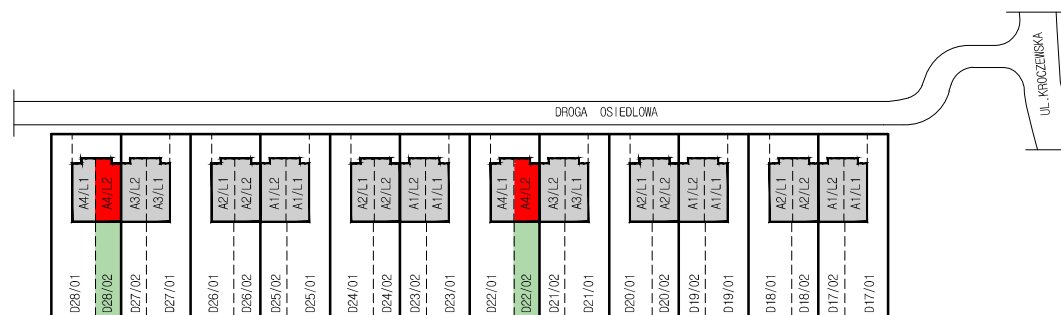 UL.KROCZEWSKA
DROGA OSIEDLOWA
A4/L1 A4/L2 A3/L2 A3/L1 A2/L1 A2/L2 A1/L2 A1/L1 A2/L1 A2/L2 A1/L2 A1/L1 A4/L1 A4/L2 A3/L2 A3/L1 A2/L1 A2/L2 A1/L1 A1/L2 A2/L1 A2/L2 A1/L2 A1/L1
D28/01 D28/02 D27/02 D27/01 D26/01 D26/02 D25/02 D25/01 D24/01 D24/02 D23/02 D23/01 D22/01 D22/02 D21/02 D21/01 D20/01 D20/02 D19/02 D19/01 D18/01 D18/02 D17/02 D17/01